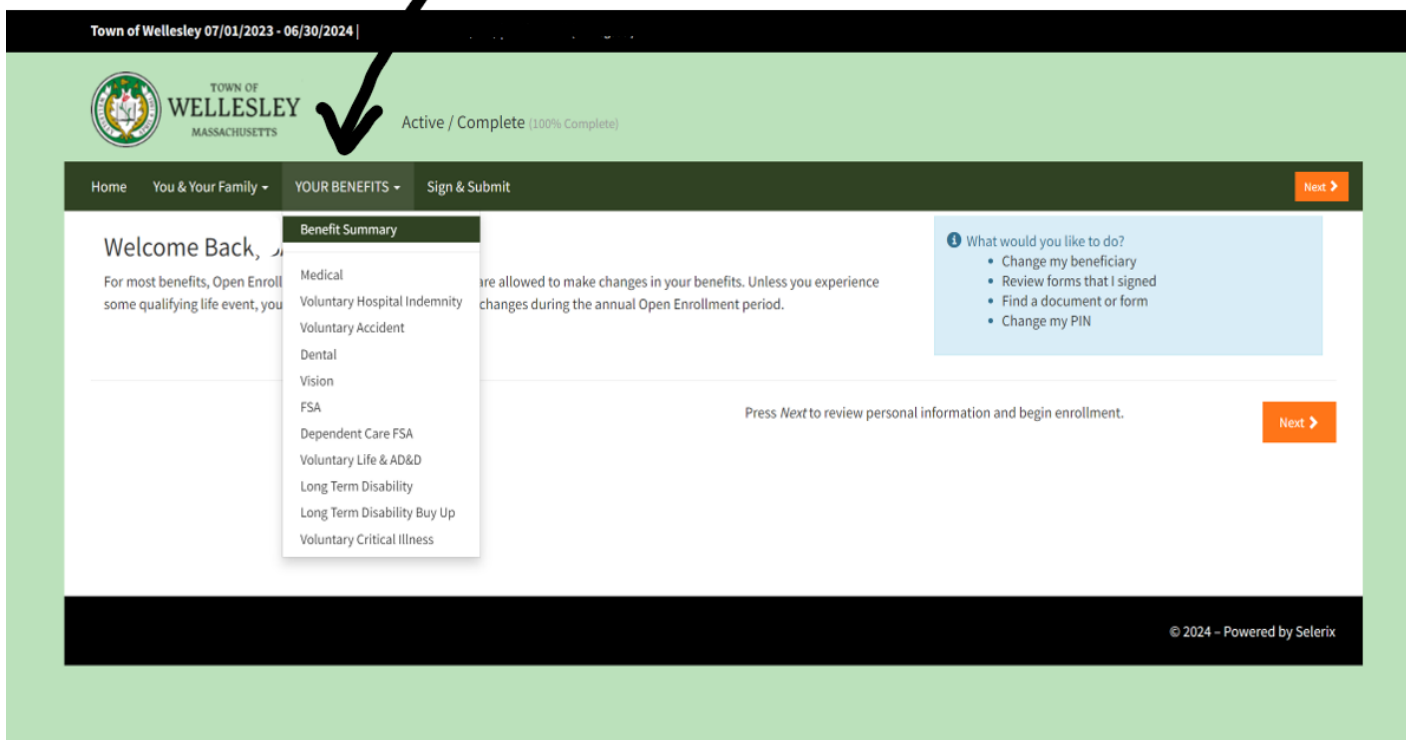 Town of Wellesley 07/01/2023 - 06/30/2024 |
TOWN OF
WELLESLEY
MASSACHUSETTS
Active / Complete (100% Complete)
Home You & Your Family YOUR BENEFITS Sign & Submit Next
Benefit Summary
Medical
Voluntary Hospital Indemnity
Voluntary Accident
Dental
Vision
FSA
Dependent Care FSA
Voluntary Life & AD&D
Long Term Disability
Long Term Disability Buy Up
Voluntary Critical Illness
Welcome Back,
For most benefits, Open Enroll are allowed to make changes in your benefits. Unless you experience
some qualifying life event, you changes during the annual Open Enrollment period.
What would you like to do?
• Change my beneficiary
• Review forms that I signed
• Find a document or form
• Change my PIN
Press Next to review personal information and begin enrollment.
Next
© 2024 – Powered by Selerix